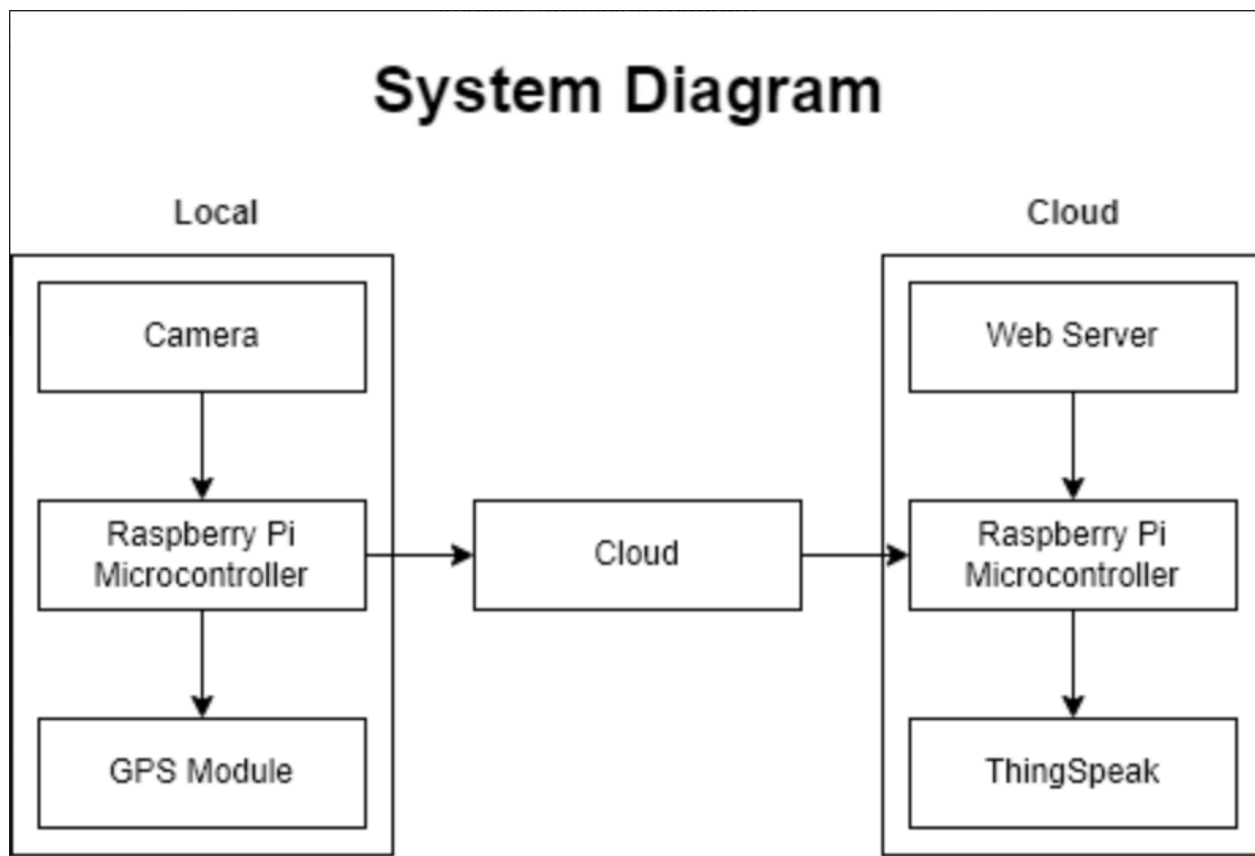 System Diagram
Local
Cloud
Camera
Web Server
Raspberry Pi
Microcontroller
Cloud
Raspberry Pi
Microcontroller
GPS Module
ThingSpeak